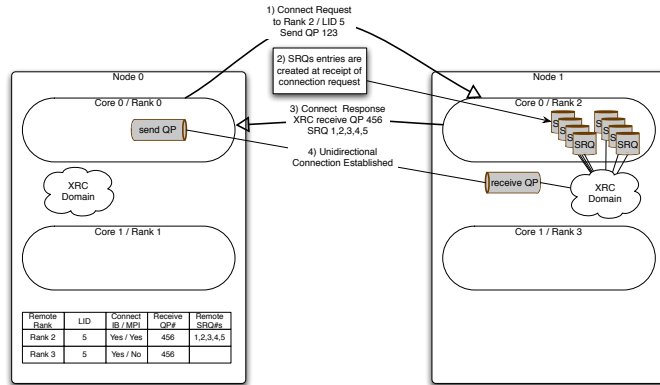 1) Connect Request
to Rank 2 / LID 5
Send QP 123
2) SRQs entries are
created at receipt of
connection request
Node 0
Node 1
Core 0 / Rank 0
send QP
3) Connect Response
XRC receive QP 456
SRQ 1,2,3,4,5
Core 0 / Rank 2
SRQ
SRQ
4) Unidirectional
Connection Established
XRC
Domain
receive QP
XRC
Domain
Core 1 / Rank 1
Core 1 / Rank 3
Remote Rank LID Connect IB / MPI Receive QP# Remote SRQ#s
Rank 2 5 Yes / Yes 456 1,2,3,4,5
Rank 3 5 Yes / No 456